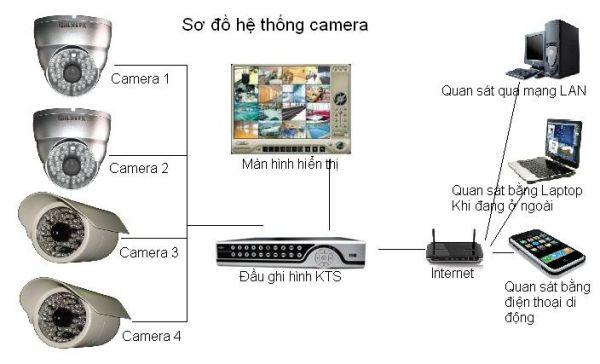 Sơ đồ hệ thống camera
Camera 1
Camera 2
Camera 3
Camera 4
Màn hình hiển thị
Đầu ghi hình KTS
Internet
Quan sát qua mạng LAN
Quan sát bằng Laptop
Khi đang ở ngoài
Quan sát bằng
điện thoại di
động